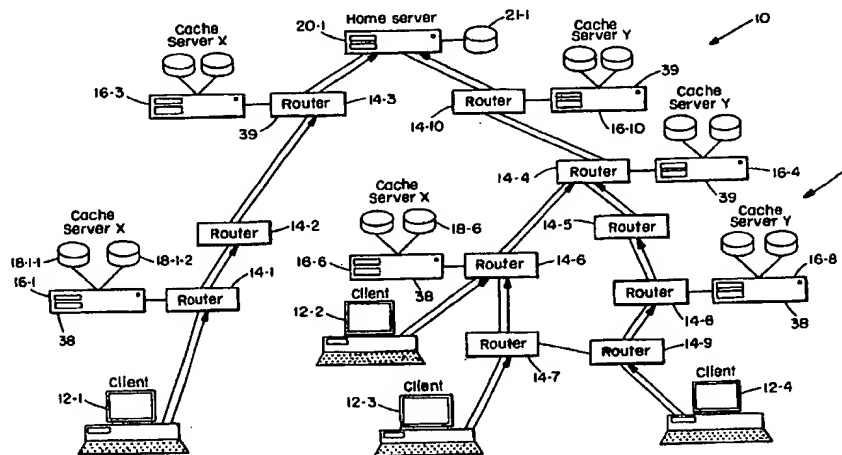 Home server
20-1
21-1
10
Cache
Server X
Cache
Server Y
39
16-3
Router
14-3
39
Router
14-10
16-10
Cache
Server Y
14-4
Router
16-4
39
Cache
Server X
18-6
Router
14-2
14-5
Router
Cache
Server Y
Cache
Server X
18-1-1
18-1-2
16-1
Router
14-1
38
16-6
38
Router
14-6
16-8
Router
14-8
38
Client
12-2
Router
14-7
Router
14-9
Client
12-1
Client
12-3
Client
12-4